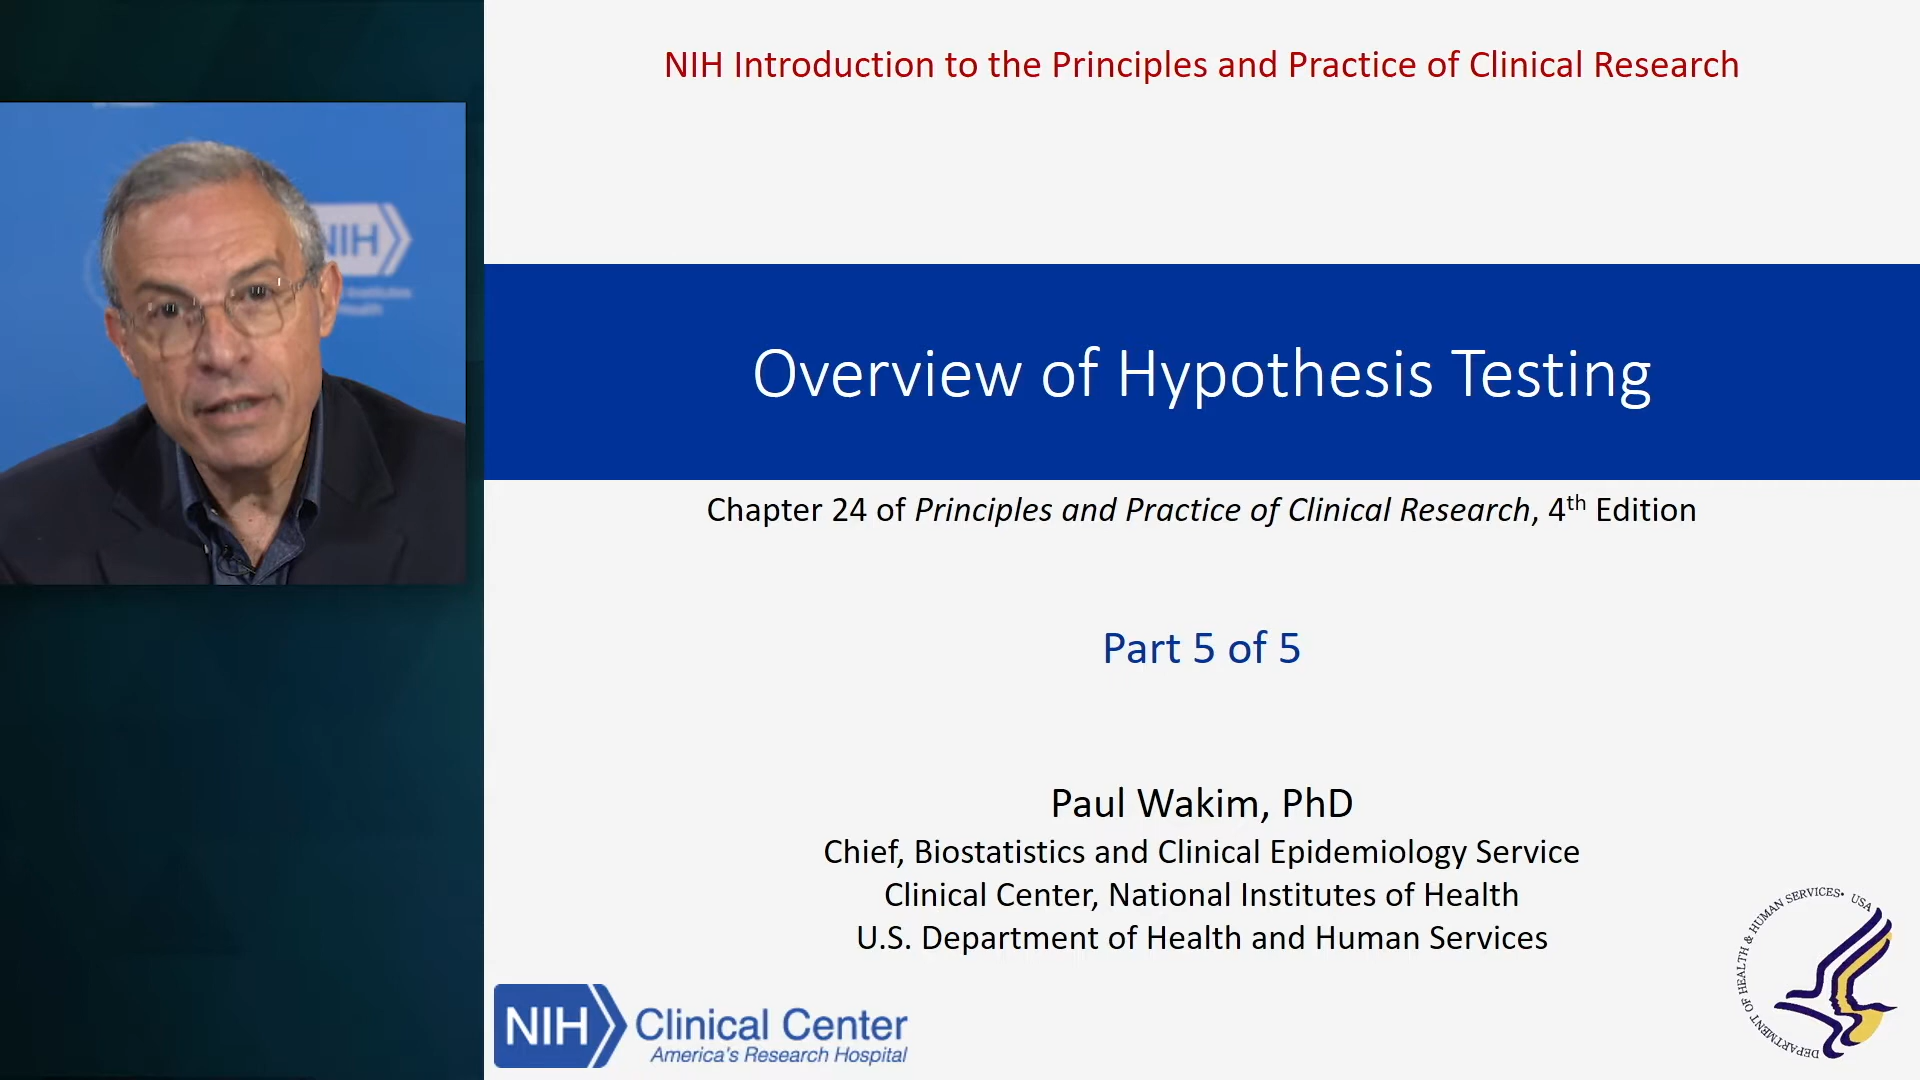 NIH Introduction to the Principles and Practice of Clinical Research
NIH
Overview of Hypothesis Testing
Chapter 24 of Principles and Practice of Clinical Research, 4th Edition
Part 5 of 5
Paul Wakim, PhD
Chief, Biostatistics and Clinical Epidemiology Service
Clinical Center, National Institutes of Health
U.S. Department of Health and Human Services
NIH Clinical Center
America's Research Hospital
DEPARTMENT OF HEALTH & HUMAN SERVICES • USA